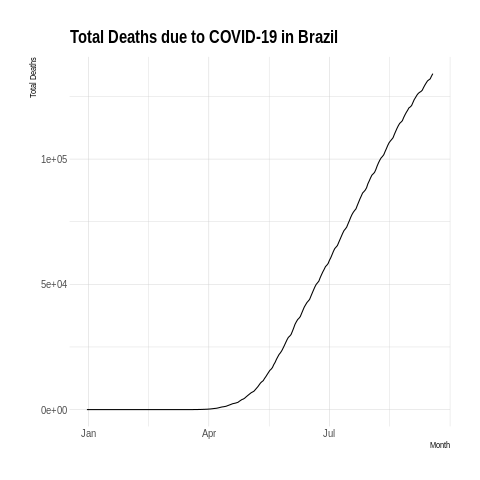 Total Deaths due to COVID-19 in Brazil
Total Deaths
1e+05
5e+04
0e+00
Jan
Apr
Jul
Month